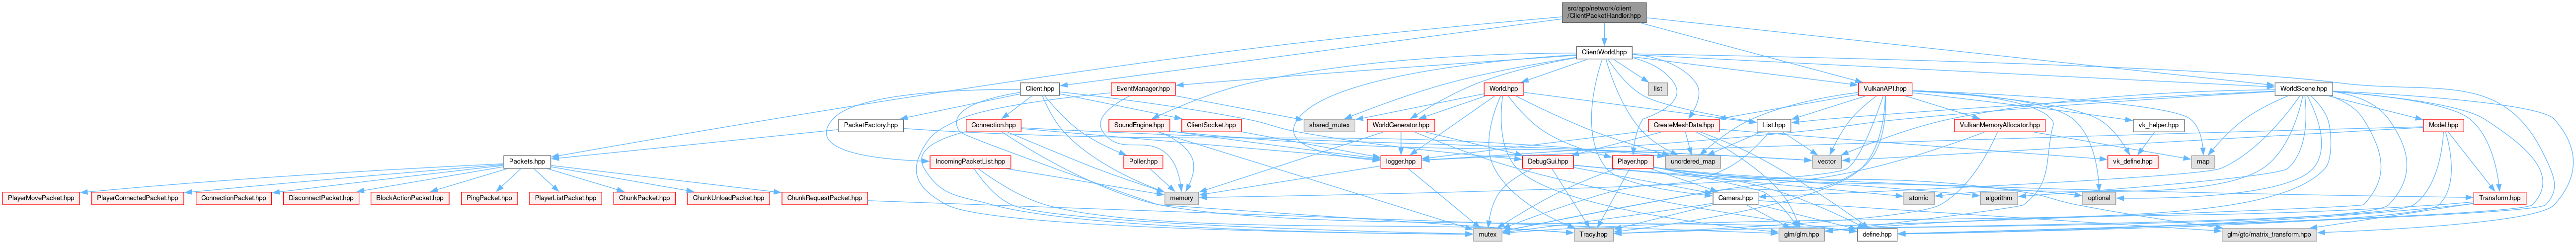 src/app/network/client
/ClientPacketHandler.hpp
ClientWorld.hpp
Client.hpp
EventManager.hpp
World.hpp
list
VulkanAPI.hpp
WorldScene.hpp
PacketFactory.hpp
Connection.hpp
SoundEngine.hpp
ClientSocket.hpp
shared_mutex
WorldGenerator.hpp
CreateMeshData.hpp
List.hpp
VulkanMemoryAllocator.hpp
vk_helper.hpp
Model.hpp
Packets.hpp
IncomingPacketList.hpp
Poller.hpp
logger.hpp
DebugGui.hpp
Player.hpp
unordered_map
vector
vk_define.hpp
map
PlayerMovePacket.hpp
PlayerConnectedPacket.hpp
ConnectionPacket.hpp
DisconnectPacket.hpp
BlockActionPacket.hpp
PingPacket.hpp
PlayerListPacket.hpp
ChunkPacket.hpp
ChunkUnloadPacket.hpp
ChunkRequestPacket.hpp
memory
Camera.hpp
atomic
algorithm
optional
Transform.hpp
mutex
Tracy.hpp
glm/glm.hpp
define.hpp
glm/gtc/matrix_transform.hpp